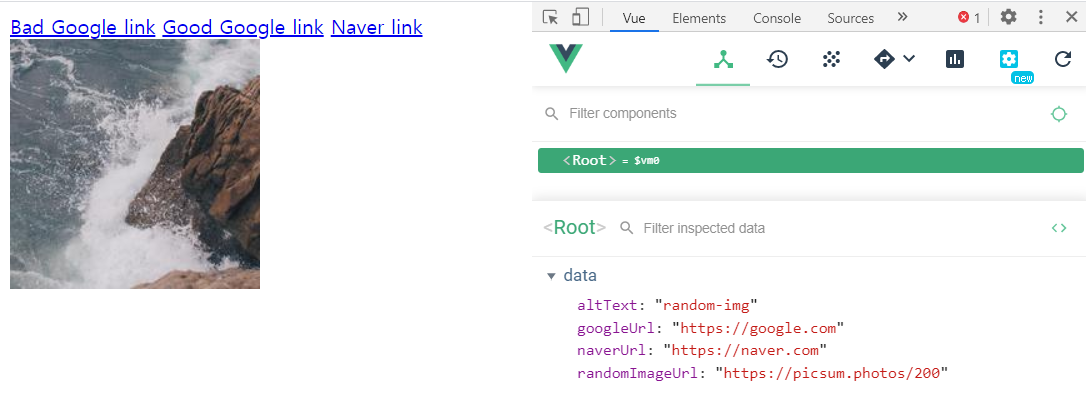 Bad Google link Good Google link Naver link
Vue Elements Console Sources » 1
new
Filter components
<Root> = $vm0
<Root> Filter inspected data
data
altText: "random-img"
googleUrl: "https://google.com"
naverUrl: "https://naver.com"
randomImageUrl: "https://picsum.photos/200"